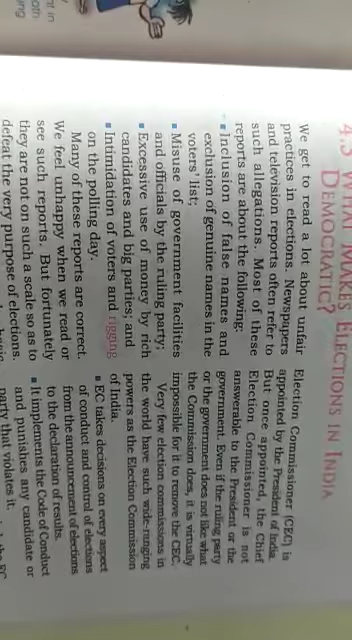 4.3 WHAT MAKES ELECTIONS IN INDIA
DEMOCRATIC?
We get to read a lot about unfair
practices in elections. Newspapers
and television reports often refer to
such allegations. Most of these
reports are about the following:
▪ Inclusion of false names and
exclusion of genuine names in the
voters' list;
▪ Misuse of government facilities
and officials by the ruling party;
▪ Excessive use of money by rich
candidates and big parties; and
▪ Intimidation of voters and rigging
on the polling day.
Many of these reports are correct.
We feel unhappy when we read or
see such reports. But fortunately
they are not on such a scale so as to
defeat the very purpose of elections.
Election Commissioner (CEC) is
appointed by the President of India.
But once appointed, the Chief
Election Commissioner is not
answerable to the President or the
government. Even if the ruling party
or the government does not like what
the Commission does, it is virtually
impossible for it to remove the CEC.
Very few election commissions in
the world have such wide-ranging
powers as the Election Commission
of India.
▪ EC takes decisions on every aspect
of conduct and control of elections
from the announcement of elections
to the declaration of results.
▪ It implements the Code of Conduct
and punishes any candidate or
party that violates it.